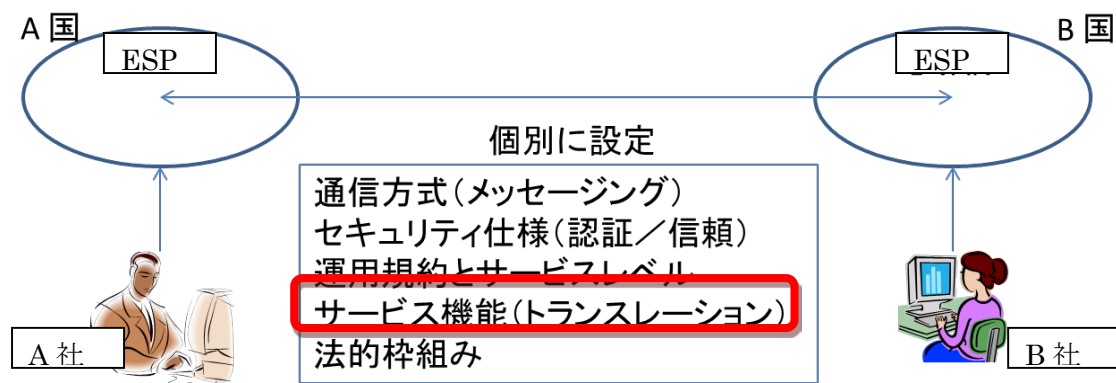 A 国
B 国
ESP
ESP
個別に設定
通信方式（メッセージング）
セキュリティ仕様（認証／信頼）
運用規約とサービスレベル
サービス機能（トランスレーション）
法的枠組み
A 社
B 社